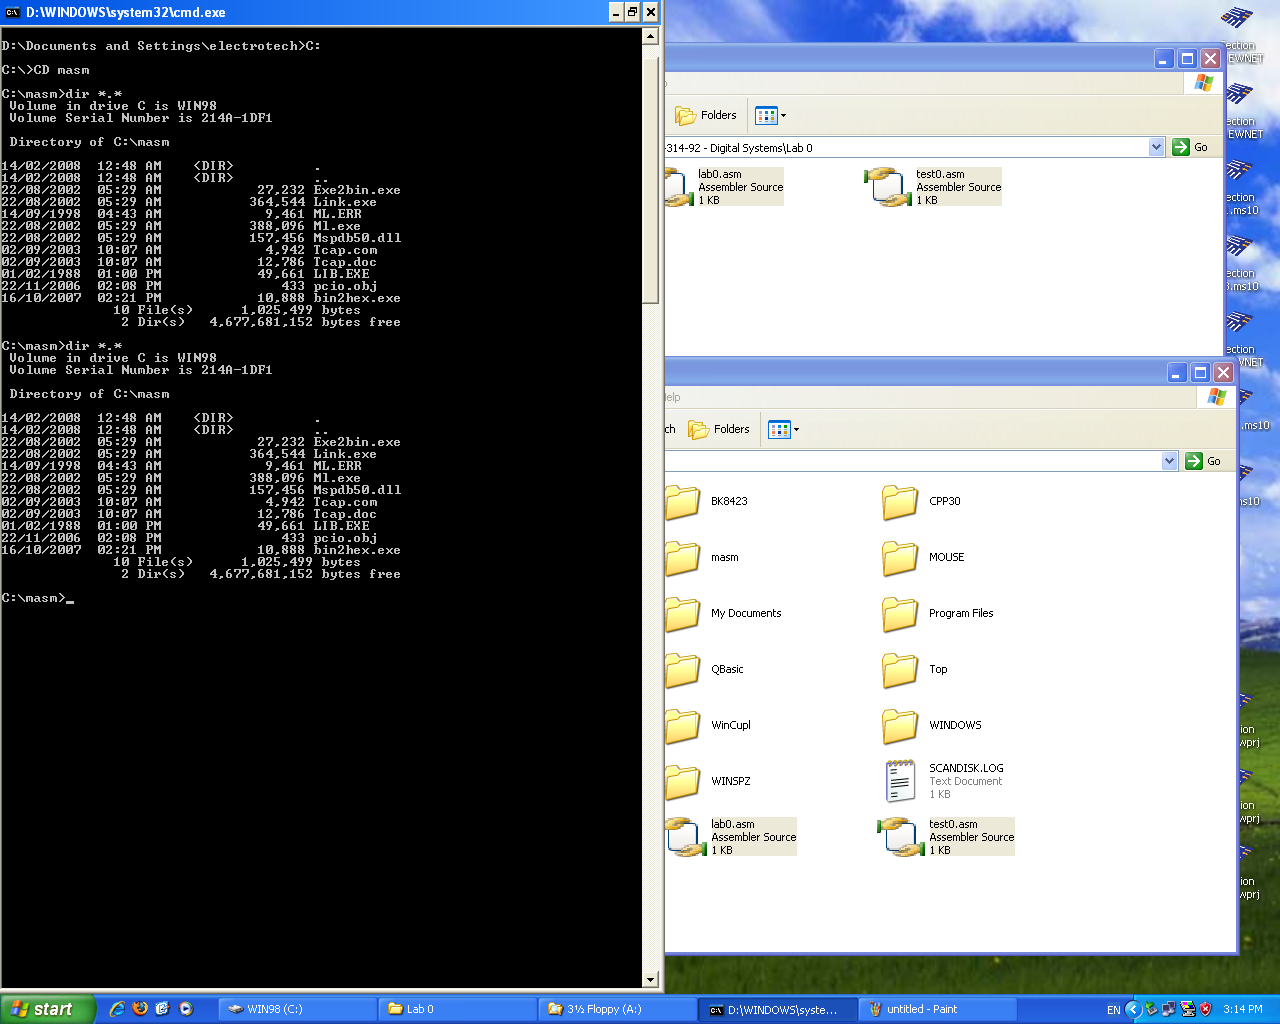 D:\WINDOWS\system32\cmd.exe
D:\Documents and Settings\electrotech>C:
C:\>CD masm
C:\masm>dir *.*
Volume in drive C is WIN98
Volume Serial Number is 214A-1DF1
Directory of C:\masm
14/02/2008 12:48 AM <DIR> .
14/02/2008 12:48 AM <DIR> ..
22/08/2002 05:29 AM 27,232 Exe2bin.exe
22/08/2002 05:29 AM 364,544 Link.exe
14/09/1998 04:43 AM 9,461 ML.ERR
22/08/2002 05:29 AM 388,096 Ml.exe
22/08/2002 05:29 AM 157,456 Mspdb50.dll
02/09/2003 10:07 AM 4,942 Tcap.com
02/09/2003 10:07 AM 12,786 Tcap.doc
01/02/1988 01:00 PM 49,661 LIB.EXE
22/11/2006 02:08 PM 433 pcio.obj
16/10/2007 02:21 PM 10,888 bin2hex.exe
10 File(s) 1,025,499 bytes
2 Dir(s) 4,677,681,152 bytes free
C:\masm>dir *.*
Volume in drive C is WIN98
Volume Serial Number is 214A-1DF1
Directory of C:\masm
14/02/2008 12:48 AM <DIR> .
14/02/2008 12:48 AM <DIR> ..
22/08/2002 05:29 AM 27,232 Exe2bin.exe
22/08/2002 05:29 AM 364,544 Link.exe
14/09/1998 04:43 AM 9,461 ML.ERR
22/08/2002 05:29 AM 388,096 Ml.exe
22/08/2002 05:29 AM 157,456 Mspdb50.dll
02/09/2003 10:07 AM 4,942 Tcap.com
02/09/2003 10:07 AM 12,786 Tcap.doc
01/02/1988 01:00 PM 49,661 LIB.EXE
22/11/2006 02:08 PM 433 pcio.obj
16/10/2007 02:21 PM 10,888 bin2hex.exe
10 File(s) 1,025,499 bytes
2 Dir(s) 4,677,681,152 bytes free
C:\masm>_
Folders
-314-92 - Digital Systems\Lab 0
Go
lab0.asm
Assembler Source
1 KB
test0.asm
Assembler Source
1 KB
elp
ch
Folders
Go
BK8423
CPP30
masm
MOUSE
My Documents
Program Files
QBasic
Top
WinCupl
WINDOWS
WINSPZ
SCANDISK.LOG
Text Document
1 KB
lab0.asm
Assembler Source
1 KB
test0.asm
Assembler Source
1 KB
ection
EWNET
ection
EWNET
ection
.ms10
ection
.ms10
ection
WNET
.ms10
s10
ion
wprj
ion
wprj
ion
wprj
start
WIN98 (C:)
Lab 0
3½ Floppy (A:)
D:\WINDOWS\syste...
untitled - Paint
EN
3:14 PM